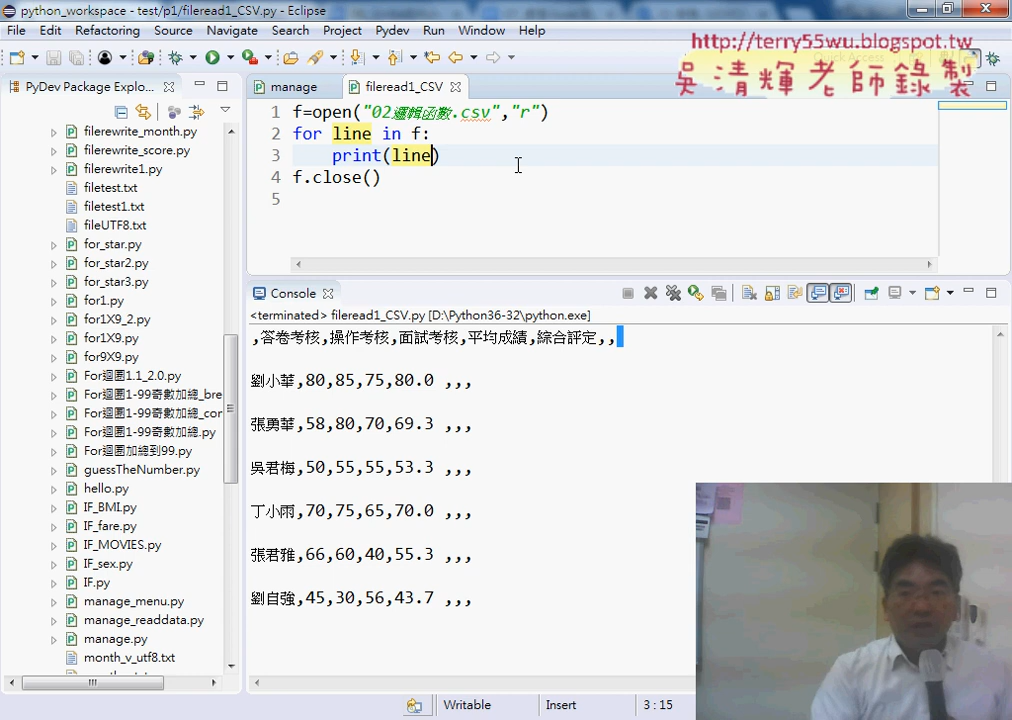 python_workspace - test/p1/fileread1_CSV.py - Eclipse
File Edit Refactoring Source Navigate Search Project Pydev Run Window Help
http://terry55wu.blogspot.tw
吳清輝老師錄製
Quick Access
PyDev Package Explo...
manage
fileread1_CSV
filerewrite_month.py
filerewrite_score.py
filerewrite1.py
filetest.txt
filetest1.txt
fileUTF8.txt
for_star.py
for_star2.py
for_star3.py
for1.py
for1X9_2.py
for1X9.py
for9X9.py
For迴圈1.1_2.0.py
For迴圈1-99奇數加總_bre
For迴圈1-99奇數加總_cor
For迴圈1-99奇數加總.py
For迴圈加總到99.py
guessTheNumber.py
hello.py
IF_BMI.py
IF_fare.py
IF_MOVIES.py
IF_sex.py
IF.py
manage_menu.py
manage_readdata.py
manage.py
month_v_utf8.txt
1 f=open("02邏輯函數.csv","r")
2 for line in f:
3     print(line)
4 f.close()
5
Console
<terminated> fileread1_CSV.py [D:\Python36-32\python.exe]
,答卷考核,操作考核,面試考核,平均成績,綜合評定,,
劉小華,80,85,75,80.0 ,,,
張勇華,58,80,70,69.3 ,,,
吳君梅,50,55,55,53.3 ,,,
丁小雨,70,75,65,70.0 ,,,
張君雅,66,60,40,55.3 ,,,
劉自強,45,30,56,43.7 ,,,
Writable
Insert
3 : 15